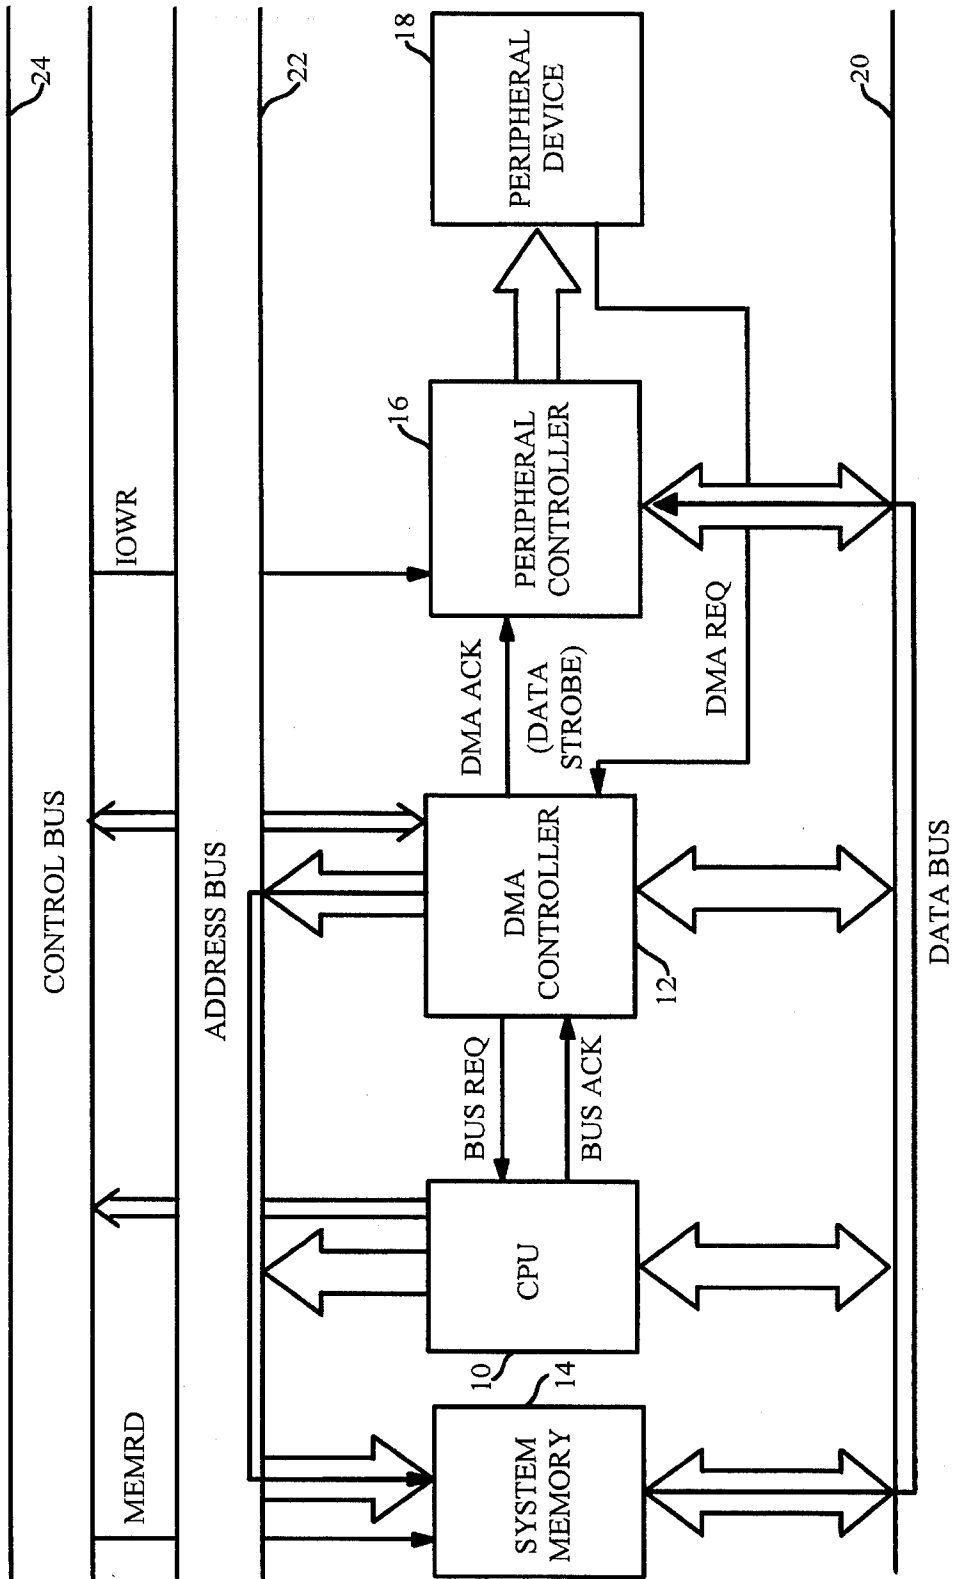 CONTROL BUS
24
MEMRD
IOWR
ADDRESS BUS
22
SYSTEM
MEMORY
14
10
CPU
BUS REQ
BUS ACK
DMA
CONTROLLER
12
DMA ACK
(DATA
STROBE)
PERIPHERAL
CONTROLLER
16
PERIPHERAL
DEVICE
18
DMA REQ
20
DATA BUS